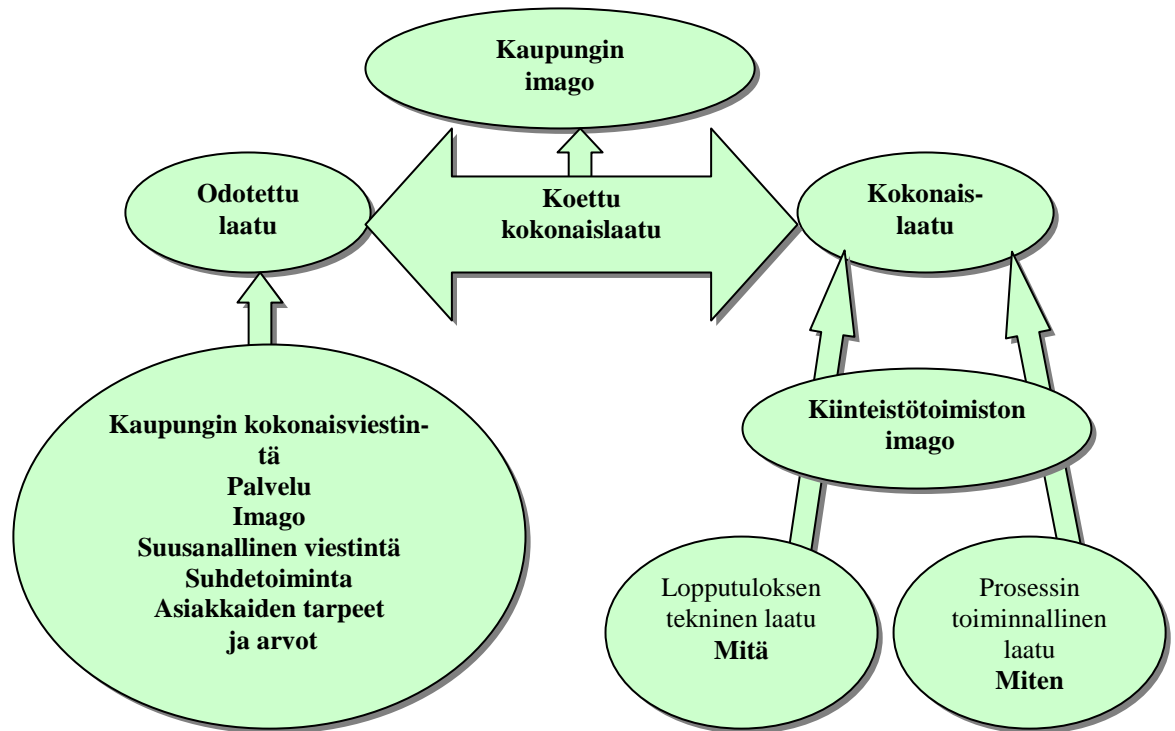 Kaupungin
imago
Odotettu
laatu
Koettu
kokonaislaatu
Kokonais-
laatu
Kaupungin kokonaisviestin-
tä
Palvelu
Imago
Suusanallinen viestintä
Suhdetoiminta
Asiakkaiden tarpeet
ja arvot
Kiinteistötoimiston
imago
Lopputuloksen
tekninen laatu
Mitä
Prosessin
toiminnallinen
laatu
Miten